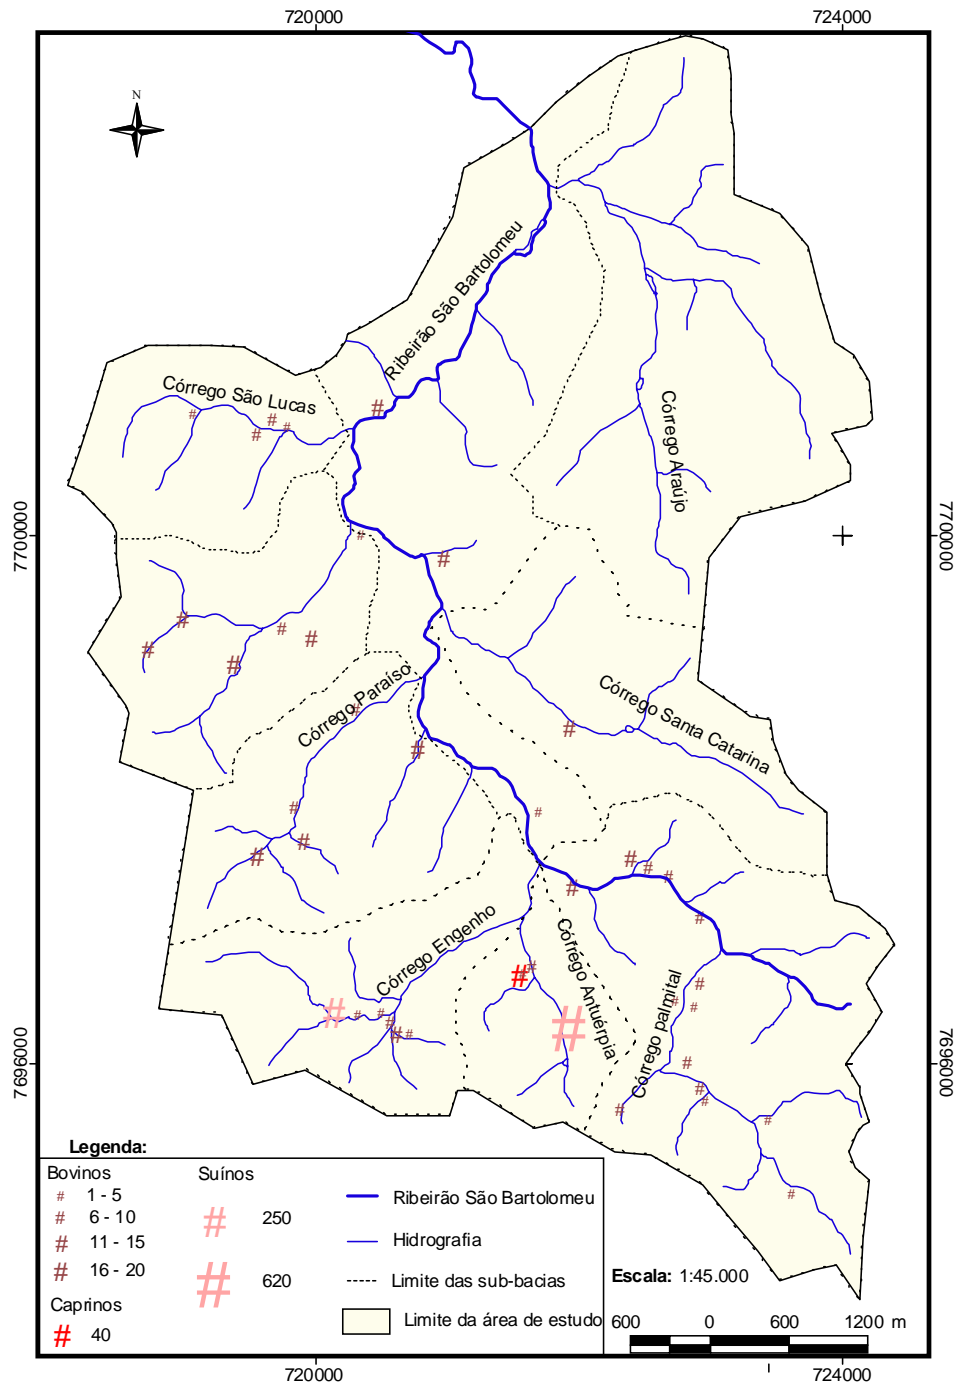 720000
724000
N
Ribeirão São Bartolomeu
Córrego São Lucas
Córrego Araújo
7700000
7700000
Córrego Paraíso
Córrego Santa Catarina
Córrego Engenho
Córrego Antuérpia
Córrego palmital
7696000
7696000
Legenda:
Bovinos
# 1 - 5
# 6 - 10
# 11 - 15
# 16 - 20
Caprinos
# 40
Suínos
# 250
# 620
Ribeirão São Bartolomeu
Hidrografia
Limite das sub-bacias
Limite da área de estudo
Escala: 1:45.000
600 0 600 1200 m
720000
724000